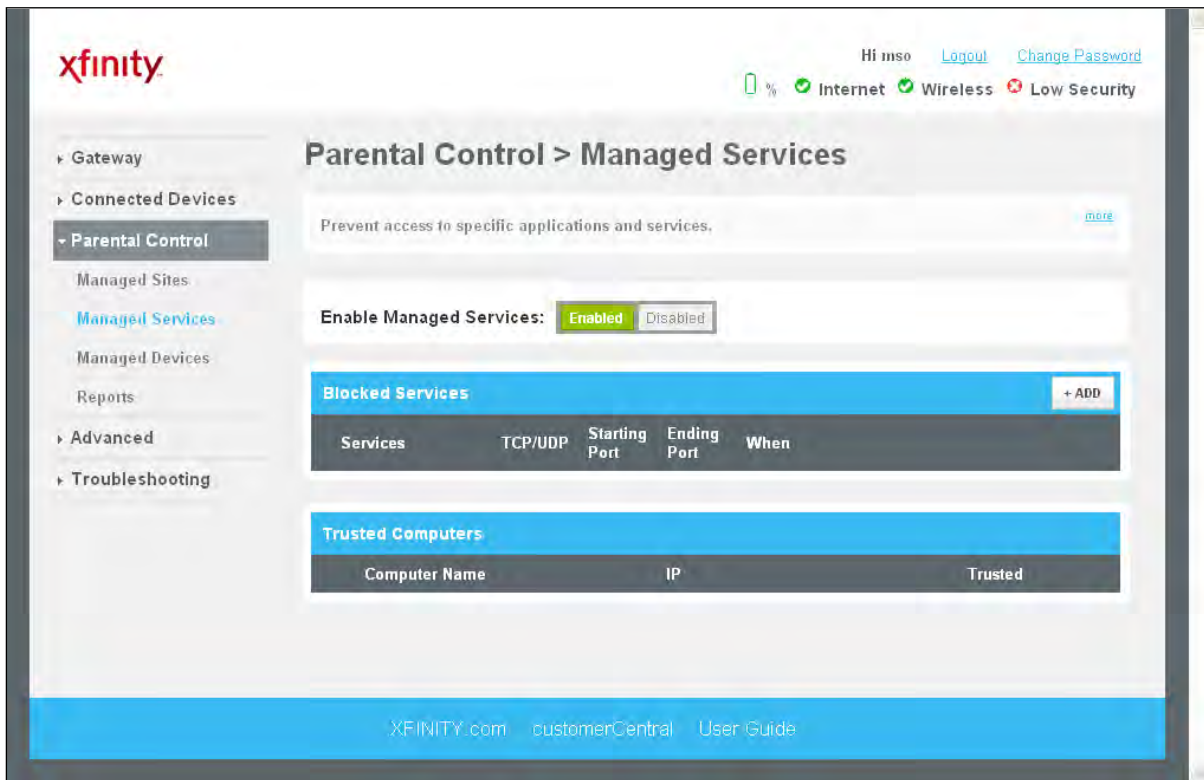 xfinity
Hi mso Logout Change Password
% Internet Wireless Low Security
Gateway
Connected Devices
Parental Control
Managed Sites
Managed Services
Managed Devices
Reports
Advanced
Troubleshooting
Parental Control > Managed Services
Prevent access to specific applications and services.
more
Enable Managed Services: Enabled Disabled
Blocked Services
+ ADD
Services TCP/UDP Starting Port Ending Port When
Trusted Computers
Computer Name IP Trusted
XFINITY.com customerCentral User Guide